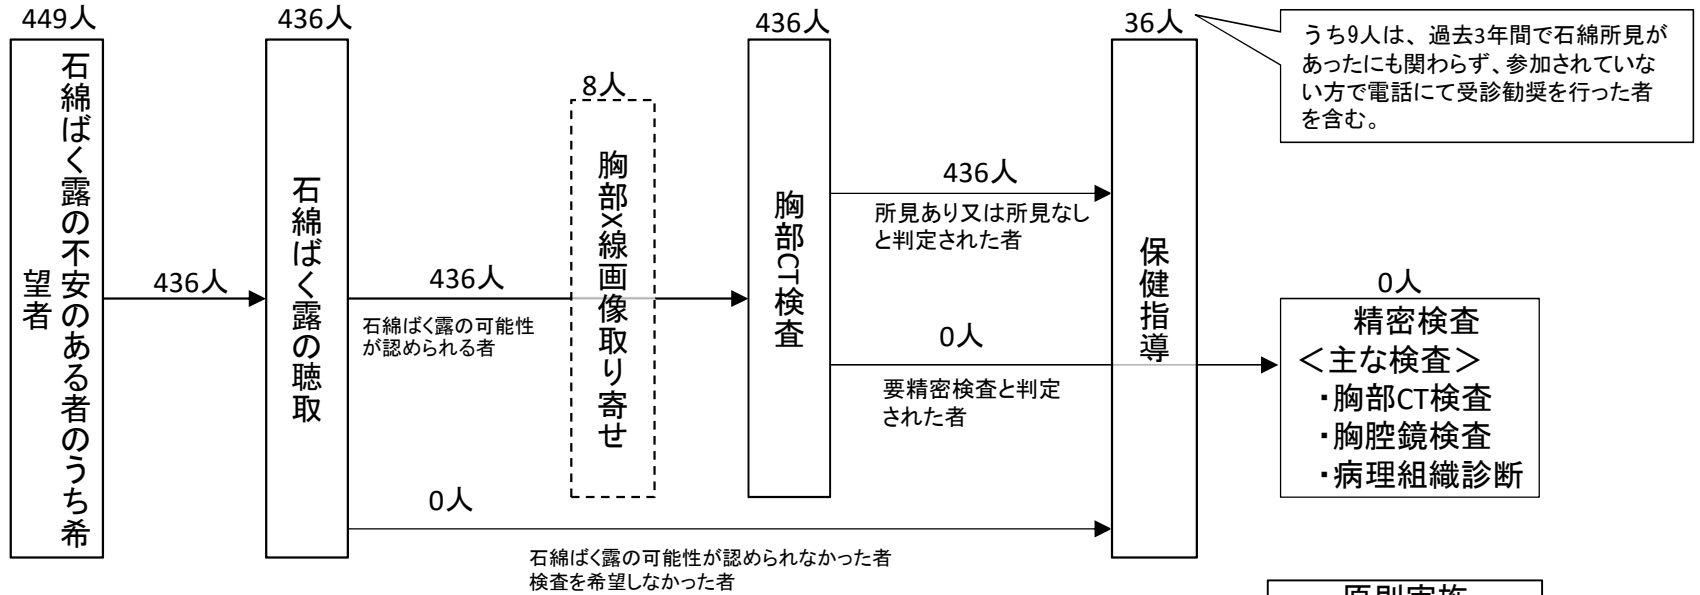 449人
石綿ばく露の不安のある者のうち希
望者
436人
436人
石綿ばく露の聴取
436人
石綿ばく露の可能性
が認められる者
0人
石綿ばく露の可能性が認められなかった者
検査を希望しなかった者
8人
胸部X線画像取り寄せ
436人
胸部CT検査
436人
所見あり又は所見なし
と判定された者
0人
要精密検査と判定
された者
36人
保健指導
うち9人は、過去3年間で石綿所見が
あったにも関わらず、参加されていな
い方で電話にて受診勧奨を行った者
を含む。
0人
精密検査
＜主な検査＞
・胸部CT検査
・胸腔鏡検査
・病理組織診断
原則実施